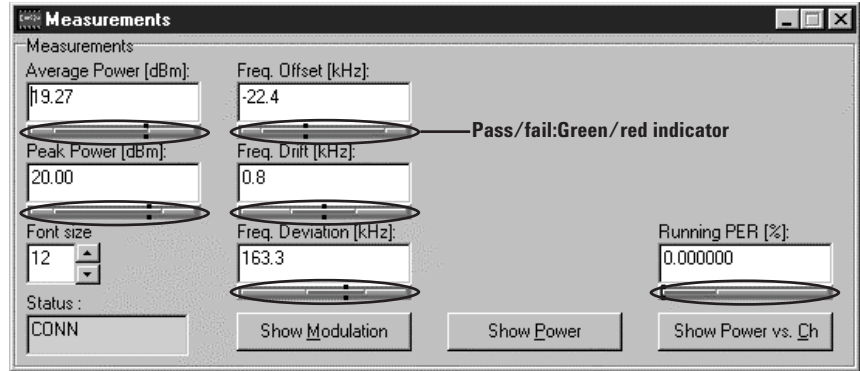 Measurements
Measurements
Average Power [dBm]:
19.27
Freq. Offset [kHz]:
-22.4
Pass/fail:Green/red indicator
Peak Power [dBm]:
20.00
Freq. Drift [kHz]:
0.8
Font size
12
Freq. Deviation [kHz]:
163.3
Running PER [%]:
0.000000
Status :
CONN
Show Modulation
Show Power
Show Power vs. Ch